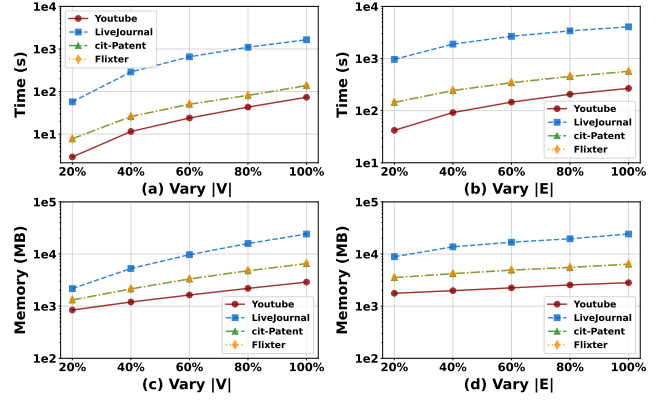 Time (s)
1e4
1e3
1e2
1e1
Youtube
LiveJournal
cit-Patent
Flixter
20% 40% 60% 80% 100%
(a) Vary |V|
Time (s)
1e4
1e3
1e2
1e1
Youtube
LiveJournal
cit-Patent
Flixter
20% 40% 60% 80% 100%
(b) Vary |E|
Memory (MB)
1e5
1e4
1e3
1e2
Youtube
LiveJournal
cit-Patent
Flixter
20% 40% 60% 80% 100%
(c) Vary |V|
Memory (MB)
1e5
1e4
1e3
1e2
Youtube
LiveJournal
cit-Patent
Flixter
20% 40% 60% 80% 100%
(d) Vary |E|